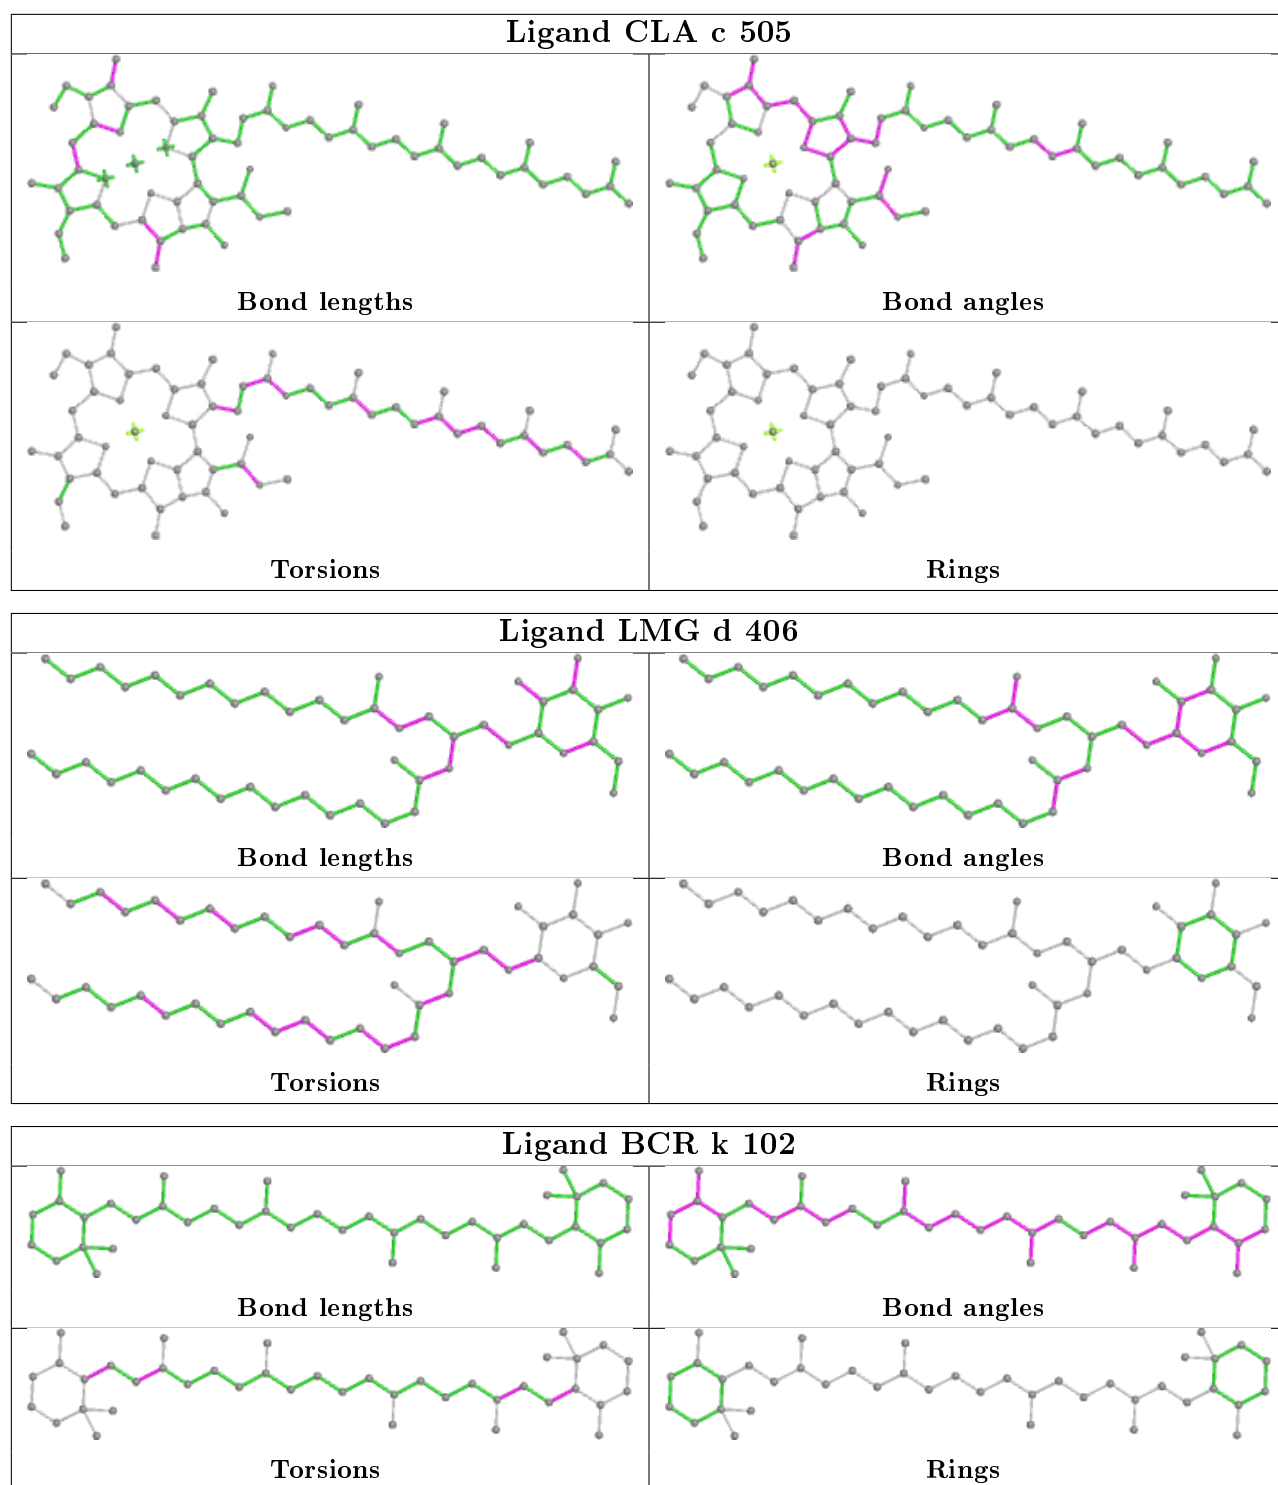 Ligand CLA c 505
Bond lengths
Bond angles
Torsions
Rings
Ligand LMG d 406
Bond lengths
Bond angles
Torsions
Rings
Ligand BCR k 102
Bond lengths
Bond angles
Torsions
Rings